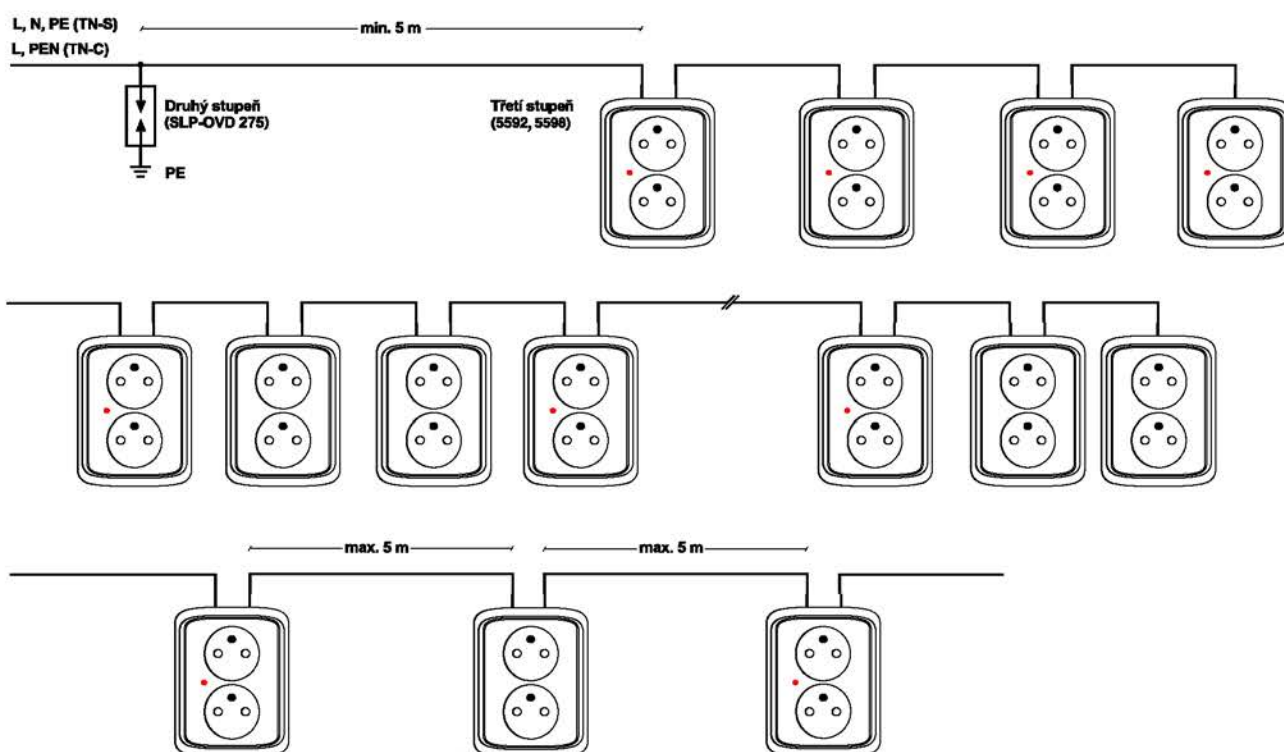 L, N, PE (TN-S)
min. 5 m
L, PEN (TN-C)
Druhý stupeň
(SLP-OVD 275)
Třetí stupeň
(5592, 5598)
PE
max. 5 m
max. 5 m